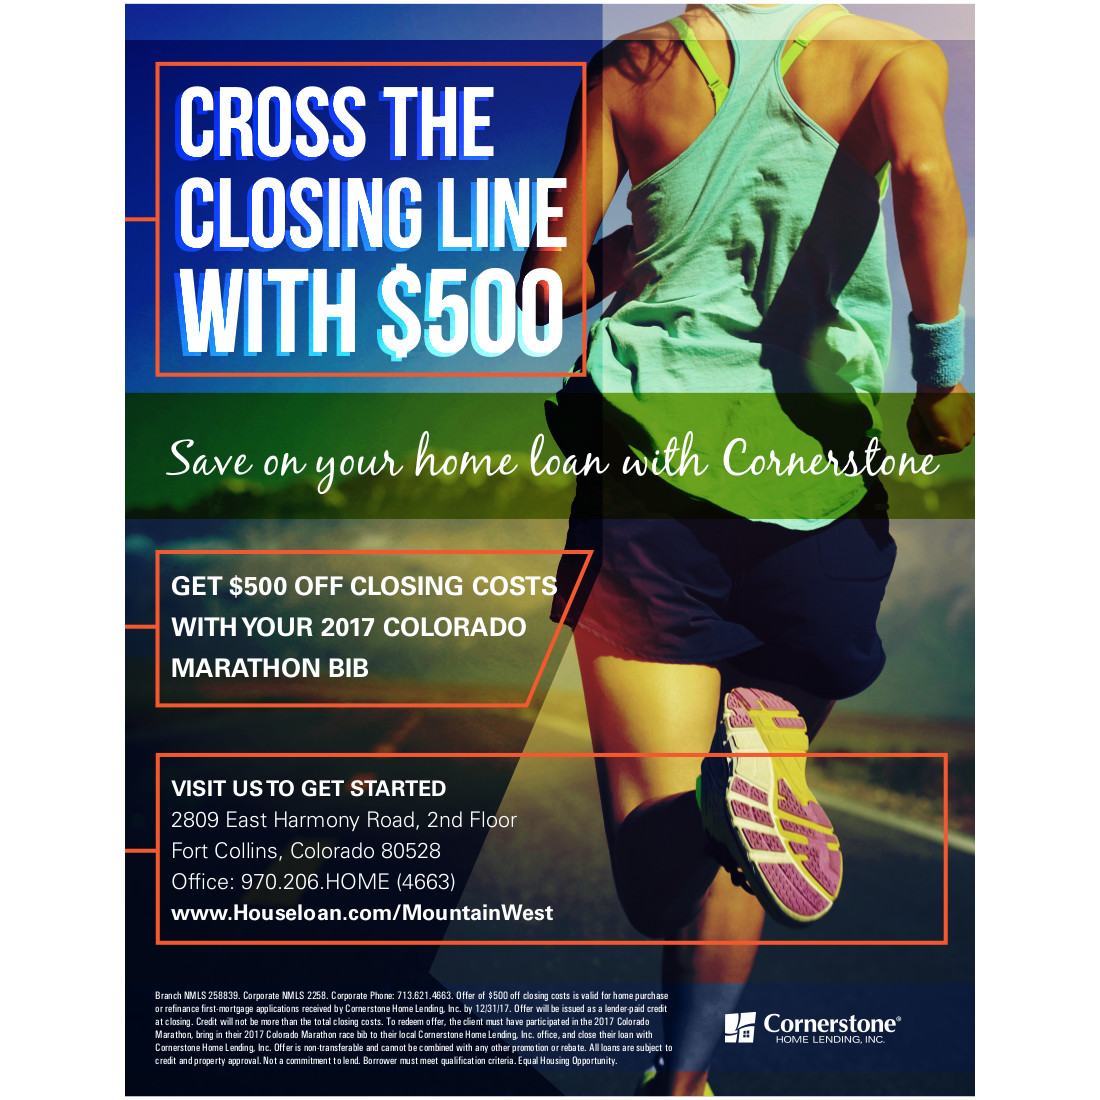 CROSS THE
CLOSING LINE
WITH $500
Save on your home loan with Cornerstone
GET $500 OFF CLOSING COSTS
WITH YOUR 2017 COLORADO
MARATHON BIB
VISIT US TO GET STARTED
2809 East Harmony Road, 2nd Floor
Fort Collins, Colorado 80528
Office: 970.206.HOME (4663)
www.Houseloan.com/MountainWest
Branch NMLS 258839. Corporate NMLS 2258. Corporate Phone: 713.621.4663. Offer of $500 off closing costs is valid for home purchase
or refinance first-mortgage applications received by Cornerstone Home Lending, Inc. by 12/31/17. Offer will be issued as a lender-paid credit
at closing. Credit will not be more than the total closing costs. To redeem offer, the client must have participated in the 2017 Colorado
Marathon, bring in their 2017 Colorado Marathon race bib to their local Cornerstone Home Lending, Inc. office, and close their loan with
Cornerstone Home Lending, Inc. Offer is non-transferable and cannot be combined with any other promotion or rebate. All loans are subject to
credit and property approval. Not a commitment to lend. Borrower must meet qualification criteria. Equal Housing Opportunity.
Cornerstone®
HOME LENDING, INC.